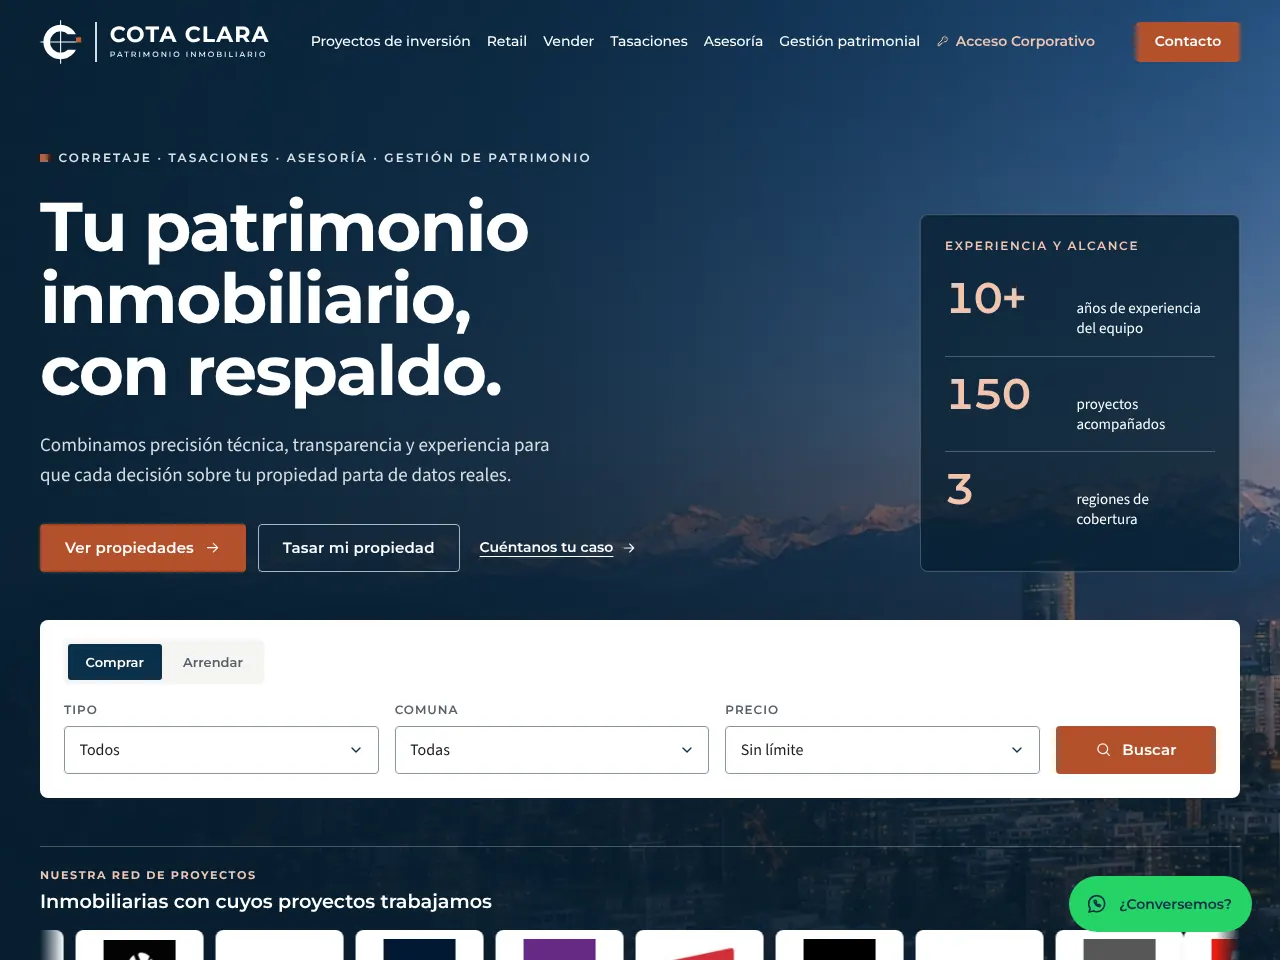 COTA CLARA
PATRIMONIO INMOBILIARIO
Proyectos de inversión
Retail
Vender
Tasaciones
Asesoría
Gestión patrimonial
Acceso Corporativo
Contacto
CORRETAJE · TASACIONES · ASESORÍA · GESTIÓN DE PATRIMONIO
Tu patrimonio
inmobiliario,
con respaldo.
Combinamos precisión técnica, transparencia y experiencia para
que cada decisión sobre tu propiedad parta de datos reales.
Ver propiedades
Tasar mi propiedad
Cuéntanos tu caso
EXPERIENCIA Y ALCANCE
10+
años de experiencia
del equipo
150
proyectos
acompañados
3
regiones de
cobertura
Comprar
Arrendar
TIPO
Todos
COMUNA
Todas
PRECIO
Sin límite
Buscar
NUESTRA RED DE PROYECTOS
Inmobiliarias con cuyos proyectos trabajamos
¿Conversemos?